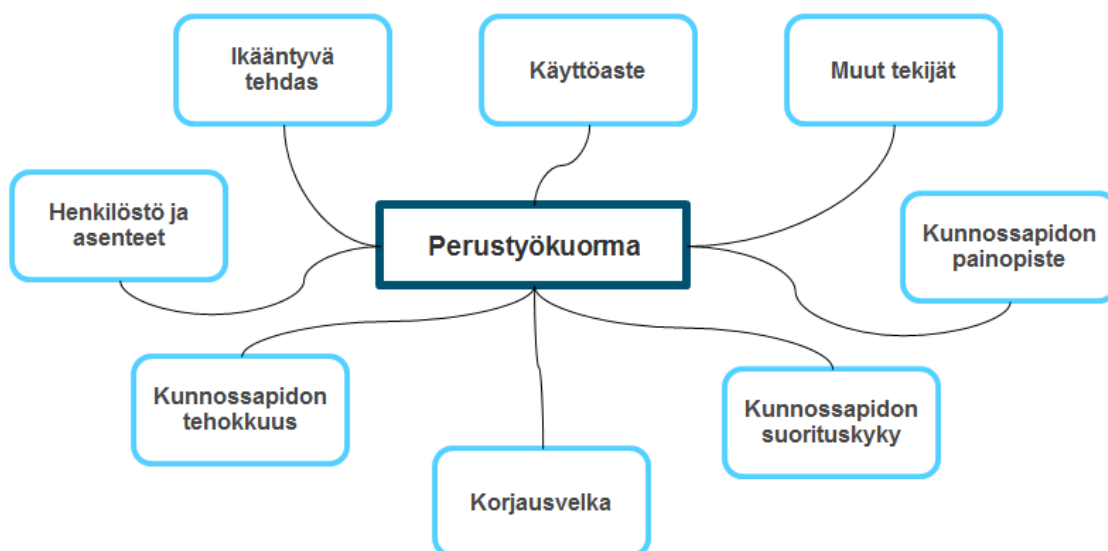 Ikääntyvä
tehdas
Käyttöaste
Muut tekijät
Henkilöstö ja
asenteet
Perustyökuorma
Kunnossapidon
painopiste
Kunnossapidon
tehokkuus
Korjausvelka
Kunnossapidon
suorituskyky